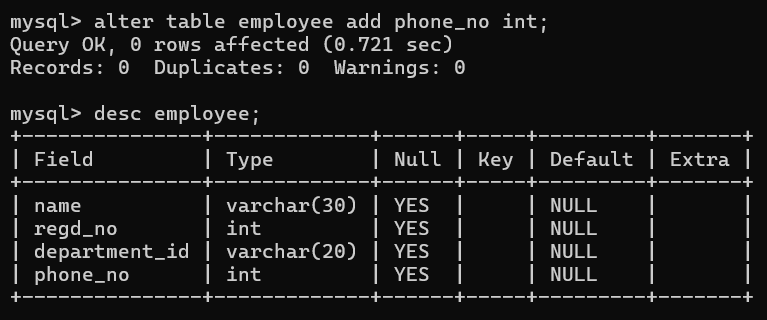 mysql> alter table employee add phone_no int;
Query OK, 0 rows affected (0.721 sec)
Records: 0  Duplicates: 0  Warnings: 0

mysql> desc employee;
+---------------+-------------+------+-----+---------+-------+
| Field         | Type        | Null | Key | Default | Extra |
+---------------+-------------+------+-----+---------+-------+
| name          | varchar(30) | YES  |     | NULL    |       |
| regd_no       | int         | YES  |     | NULL    |       |
| department_id | varchar(20) | YES  |     | NULL    |       |
| phone_no      | int         | YES  |     | NULL    |       |
+---------------+-------------+------+-----+---------+-------+